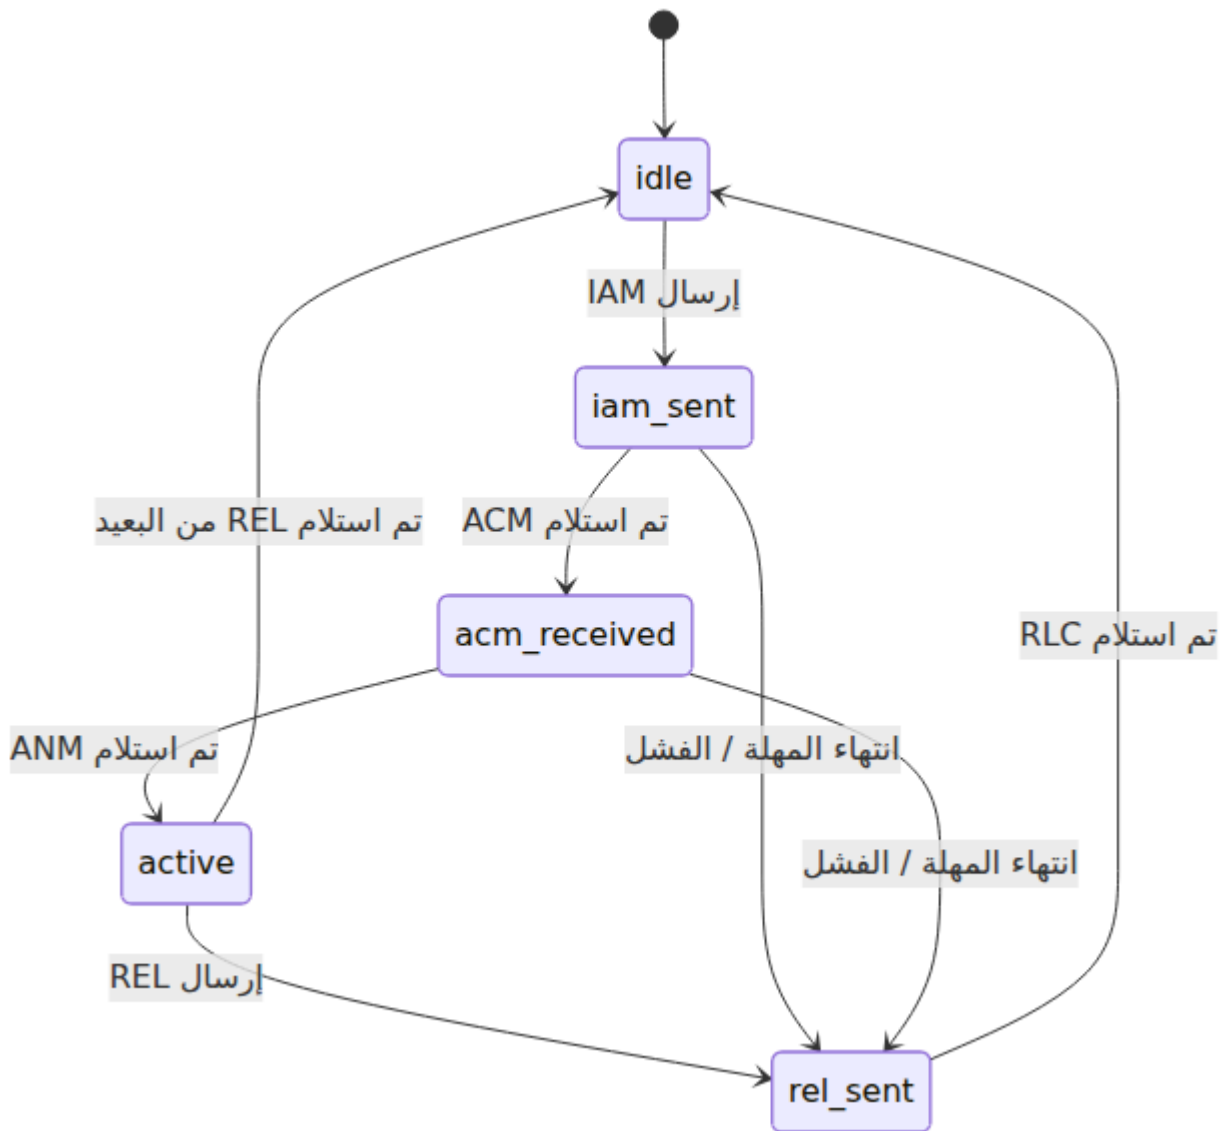 idle
إرسال IAM
iam_sent
تم استلام REL من البعيد
تم استلام ACM
acm_received
تم استلام RLC
تم استلام ANM
انتهاء المهلة / الفشل
active
انتهاء المهلة / الفشل
إرسال REL
rel_sent